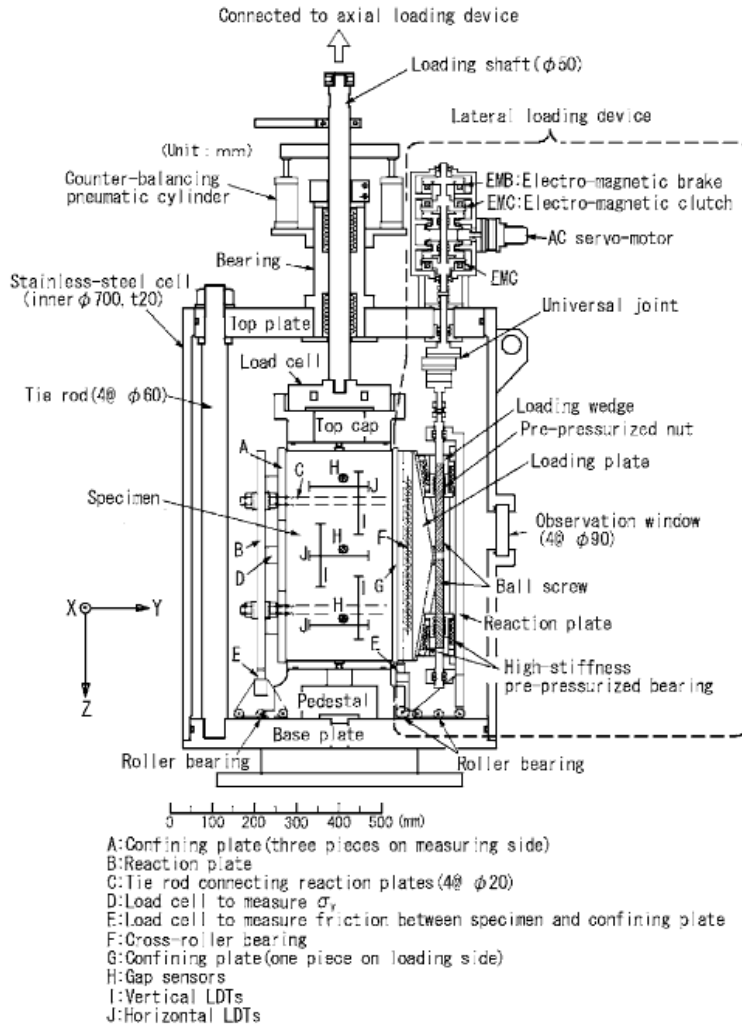 Connected to axial loading device
Loading shaft(φ50)
Lateral loading device
(Unit : mm)
Counter-balancing
pneumatic cylinder
EMB:Electro-magnetic brake
EMC:Electro-magnetic clutch
AC servo-motor
Bearing
EMC
Stainless-steel cell
(inner φ700, t20)
Universal joint
Top plate
Load cell
Tie rod(4@ φ60)
Loading wedge
Pre-pressurized nut
Top cap
Loading plate
A
H
C
J
Specimen
I
H
F
Observation window
(4@ φ90)
B
J
D
I
G
Ball screw
I
X
Y
H
Reaction plate
J
E
E
High-stiffness
pre-pressurized bearing
Z
Pedestal
Base plate
Roller bearing
Roller bearing
0 100 200 300 400 500 (mm)
A:Confining plate(three pieces on measuring side)
B:Reaction plate
C:Tie rod connecting reaction plates(4@ φ20)
D:Load cell to measure σy
E:Load cell to measure friction between specimen and confining plate
F:Cross-roller bearing
G:Confining plate(one piece on loading side)
H:Gap sensors
I:Vertical LDTs
J:Horizontal LDTs